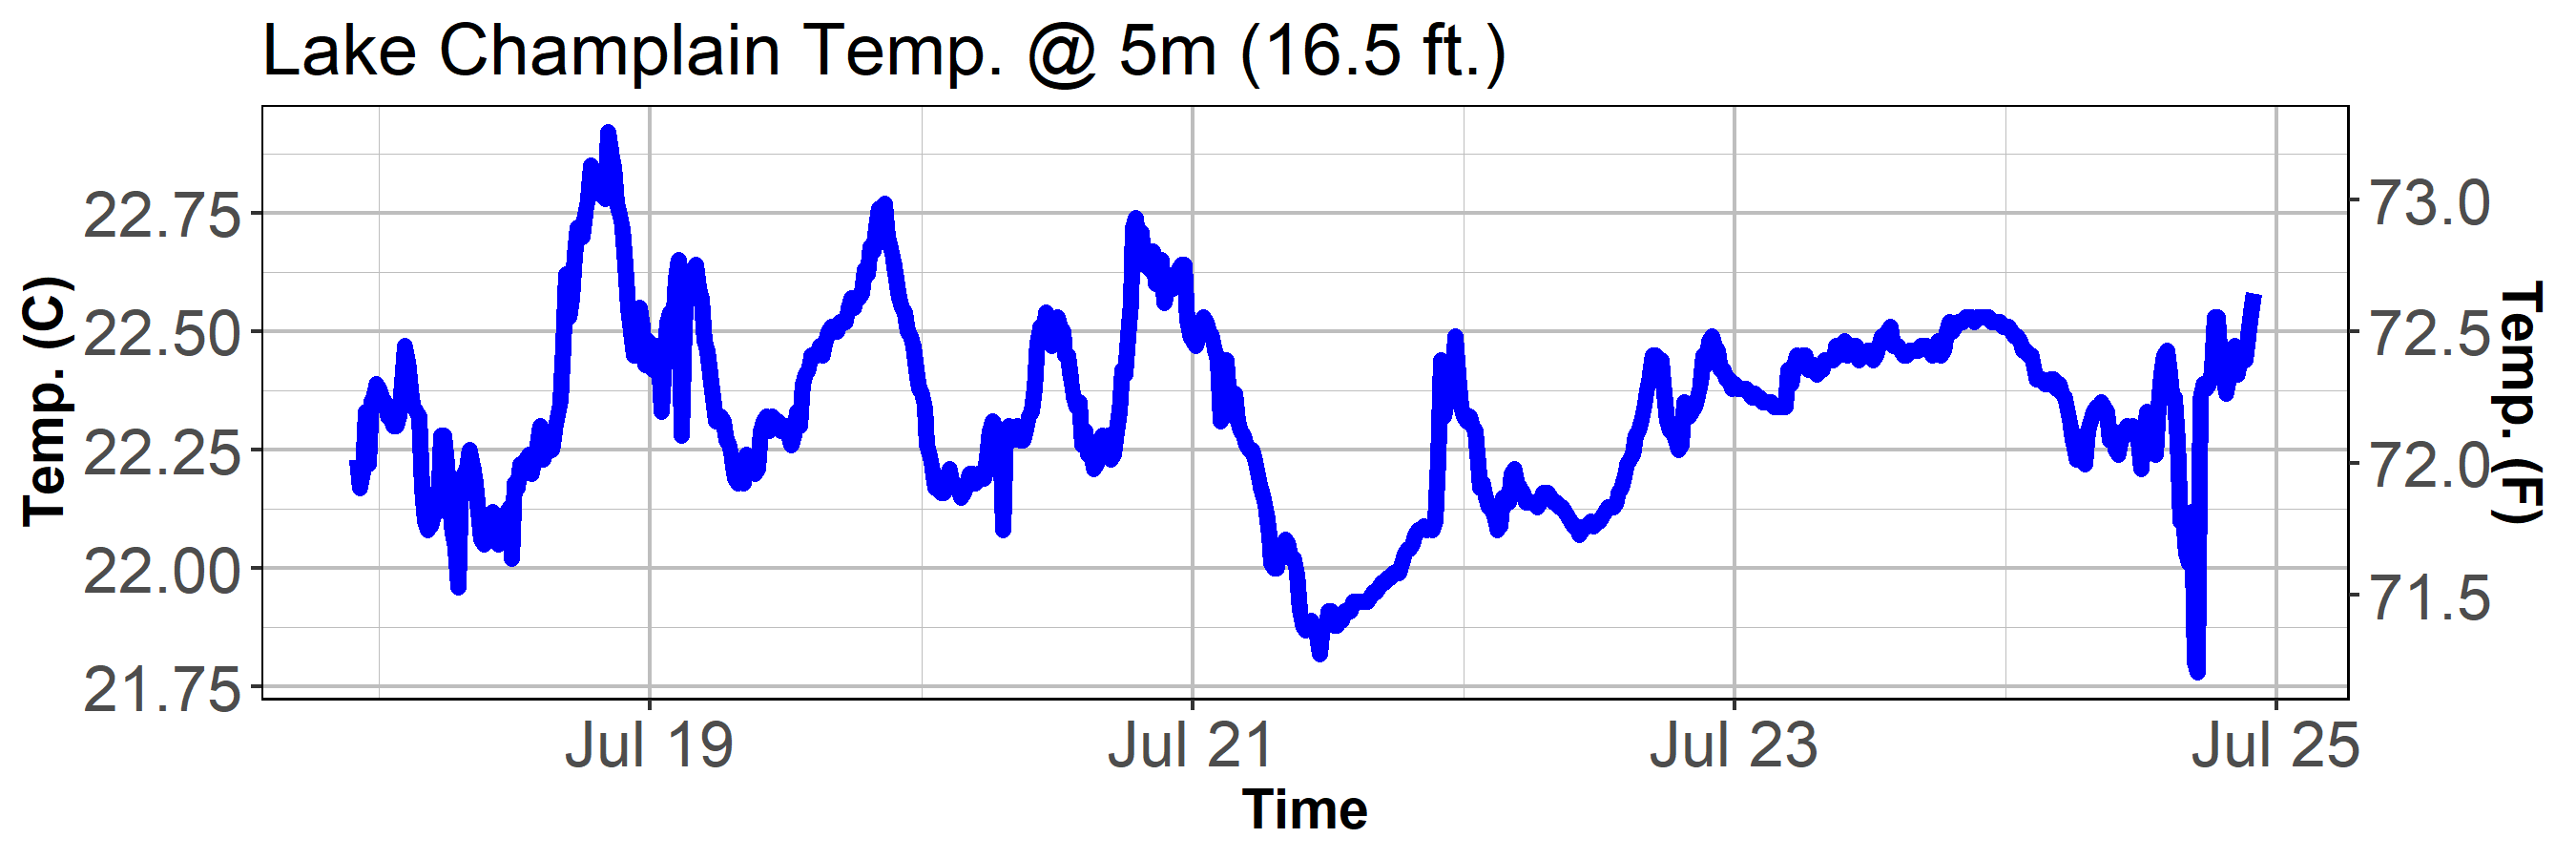 Lake Champlain Temp. @ 5m (16.5 ft.)
Temp. (C)
22.75
22.50
22.25
22.00
21.75
73.0
72.5
72.0
71.5
Temp. (F)
Jul 19 Jul 21 Jul 23 Jul 25
Time